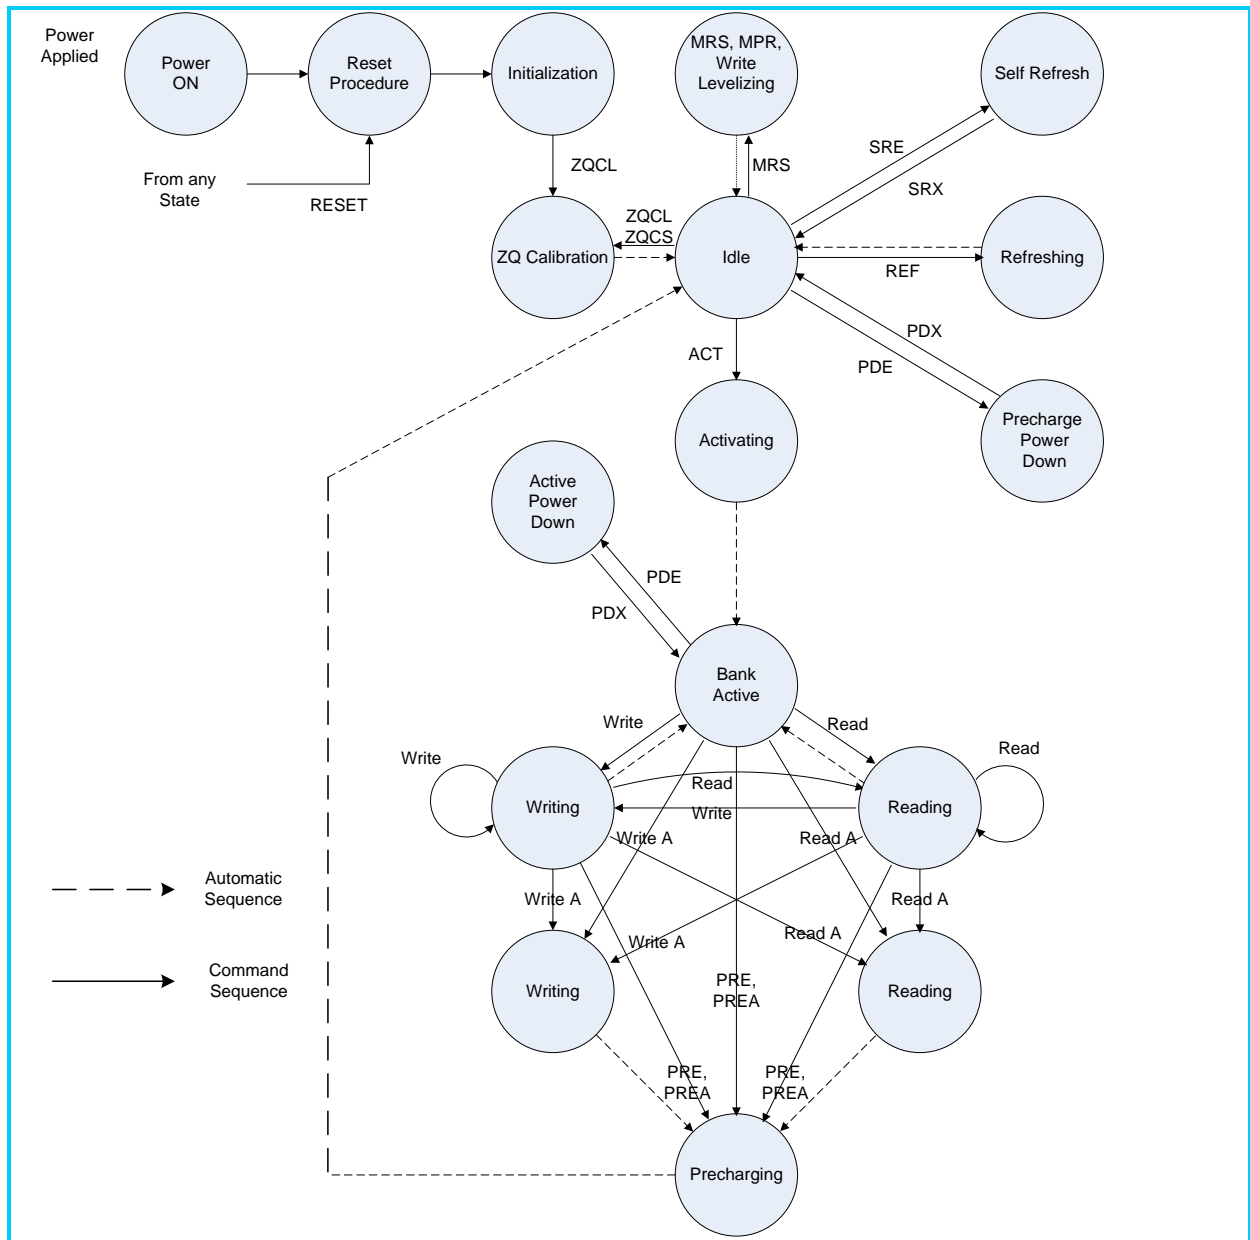 Power
Applied
Power
ON
Reset
Procedure
Initialization
MRS, MPR,
Write
Levelizing
Self Refresh
From any
State
RESET
ZQCL
MRS
SRE
SRX
ZQCL
ZQCS
ZQ Calibration
Idle
REF
Refreshing
ACT
PDX
PDE
Activating
Precharge
Power
Down
Active
Power
Down
PDE
PDX
Bank
Active
Write
Read
Write
Read
Writing
Read
Write
Reading
Write A
Read A
Automatic
Sequence
Write A
Read A
Write A
Read A
Command
Sequence
Writing
PRE,
PREA
Reading
PRE,
PREA
PRE,
PREA
Precharging